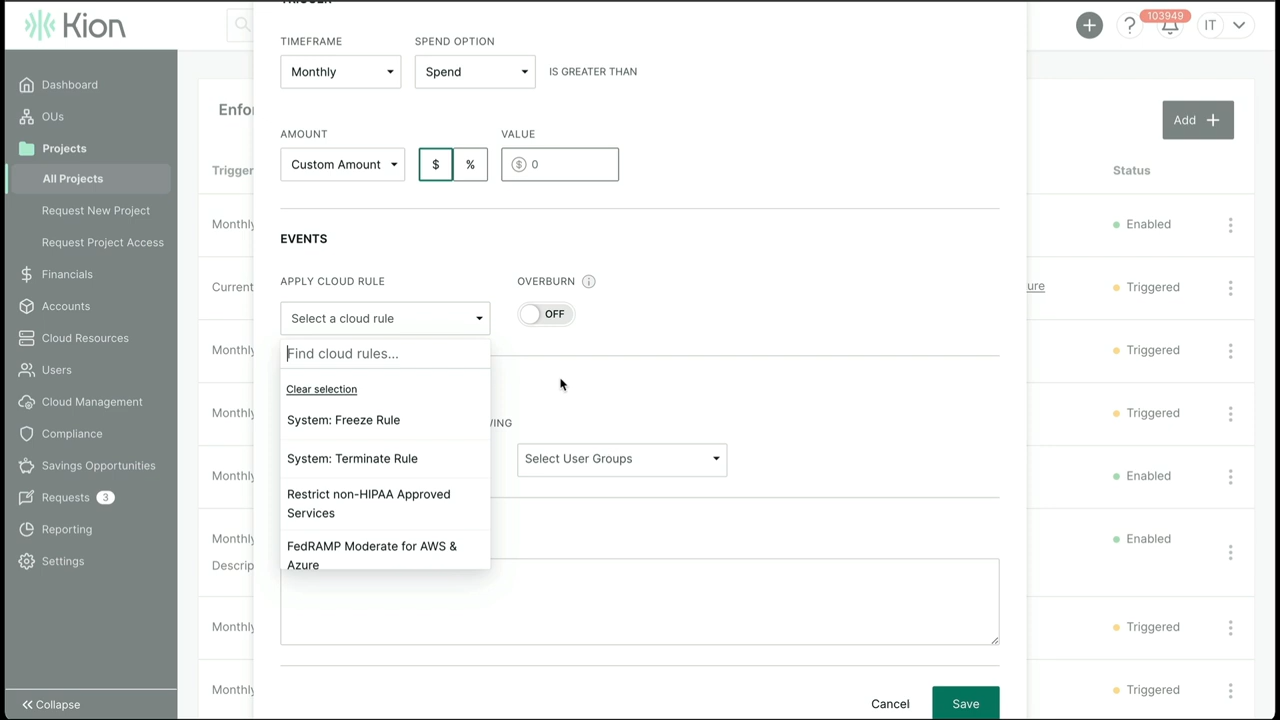 TRIGGER
Kion
103949
IT
TIMEFRAME
SPEND OPTION
Monthly
Spend
IS GREATER THAN
Dashboard
OUs
Projects
All Projects
Request New Project
Request Project Access
Financials
Accounts
Cloud Resources
Users
Cloud Management
Compliance
Savings Opportunities
Requests 3
Reporting
Settings
Collapse
Enfo
Add +
Trigger
Status
AMOUNT
VALUE
Custom Amount
$
%
$ 0
EVENTS
APPLY CLOUD RULE
OVERBURN
Select a cloud rule
OFF
Find cloud rules...
Clear selection
System: Freeze Rule
System: Terminate Rule
Restrict non-HIPAA Approved
Services
FedRAMP Moderate for AWS &
Azure
WING
Select User Groups
Cancel
Save
Monthly
Enabled
Current
ure
Triggered
Monthly
Triggered
Monthly
Triggered
Monthly
Enabled
Monthly
Enabled
Descrip
Monthly
Triggered
Monthly
Triggered